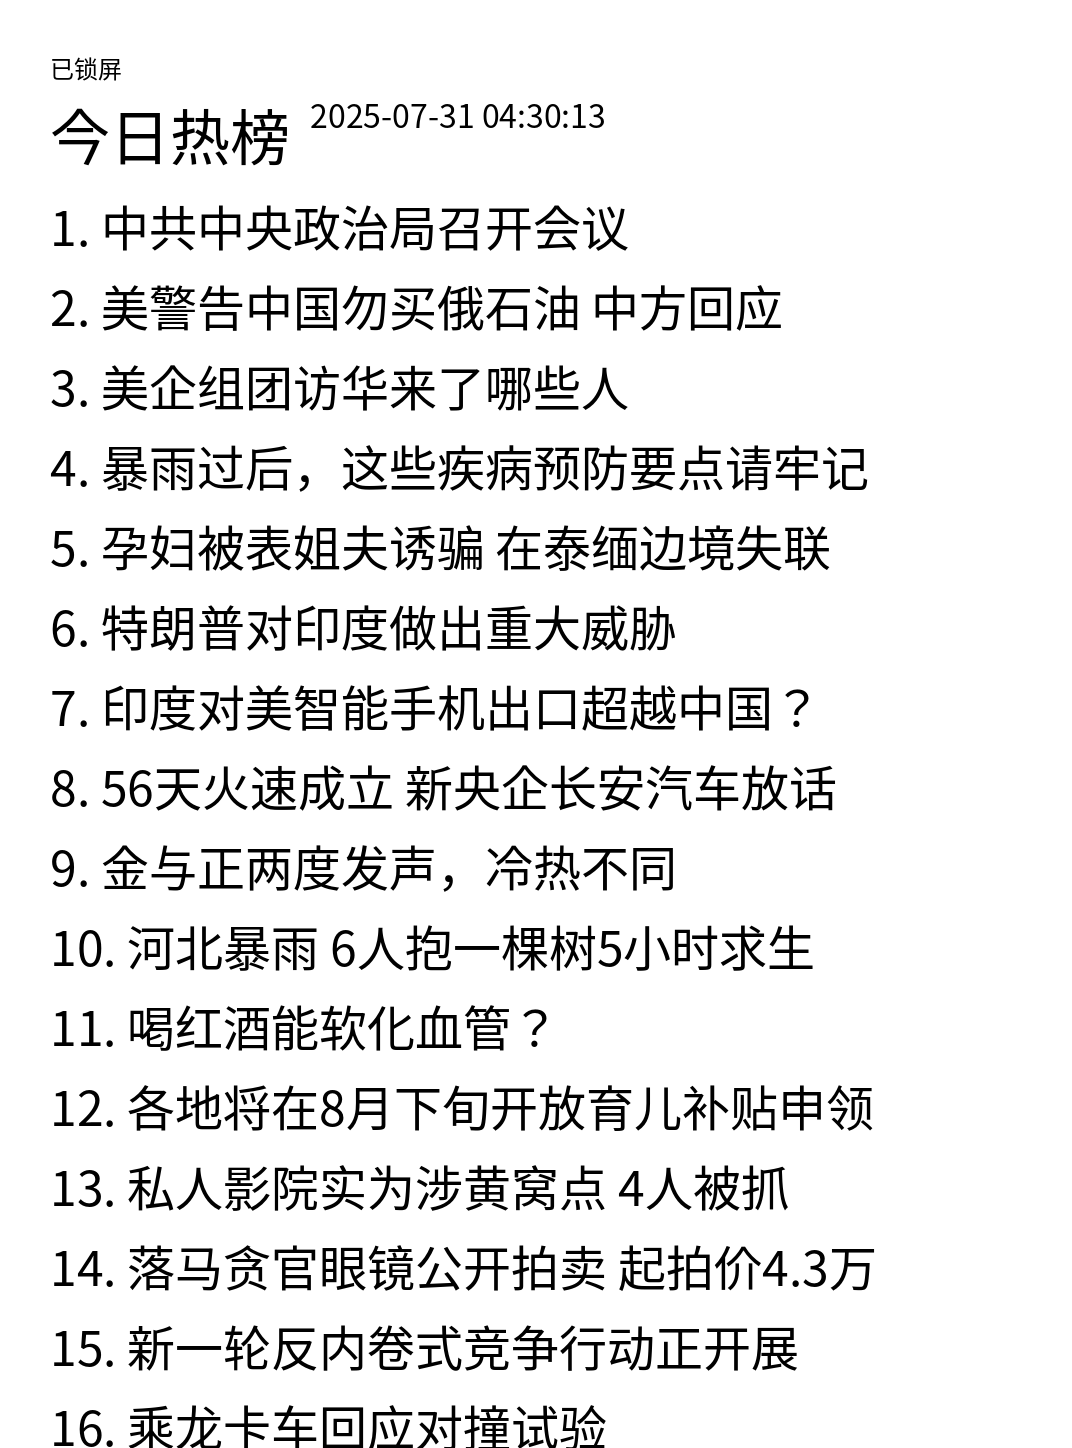 已锁屏
今日热榜 2025-07-31 04:30:13
1. 中共中央政治局召开会议
2. 美警告中国勿买俄石油 中方回应
3. 美企组团访华来了哪些人
4. 暴雨过后，这些疾病预防要点请牢记
5. 孕妇被表姐夫诱骗 在泰缅边境失联
6. 特朗普对印度做出重大威胁
7. 印度对美智能手机出口超越中国？
8. 56天火速成立 新央企长安汽车放话
9. 金与正两度发声，冷热不同
10. 河北暴雨 6人抱一棵树5小时求生
11. 喝红酒能软化血管？
12. 各地将在8月下旬开放育儿补贴申领
13. 私人影院实为涉黄窝点 4人被抓
14. 落马贪官眼镜公开拍卖 起拍价4.3万
15. 新一轮反内卷式竞争行动正开展
16. 乘龙卡车回应对撞试验